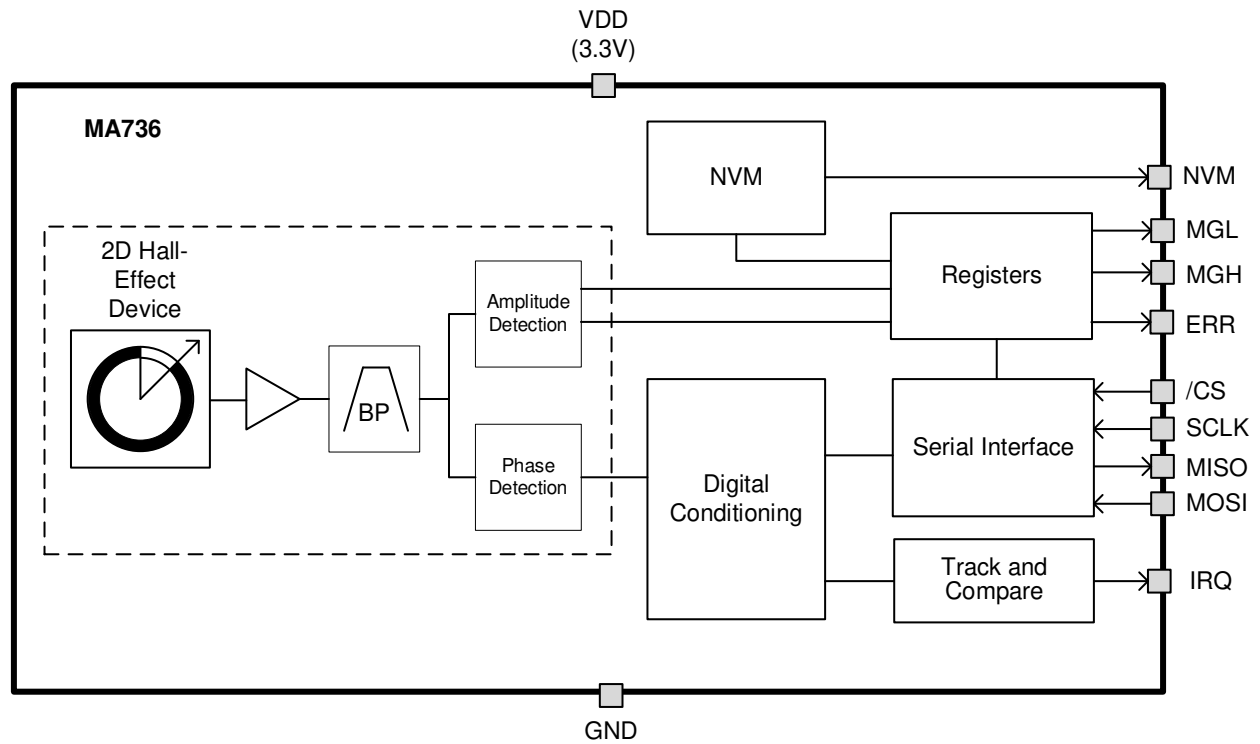 VDD
(3.3V)
MA736
NVM
NVM
2D Hall-
Effect
Device
Amplitude
Detection
Registers
MGL
MGH
ERR
BP
Phase
Detection
Digital
Conditioning
Serial Interface
/CS
SCLK
MISO
MOSI
Track and
Compare
IRQ
GND